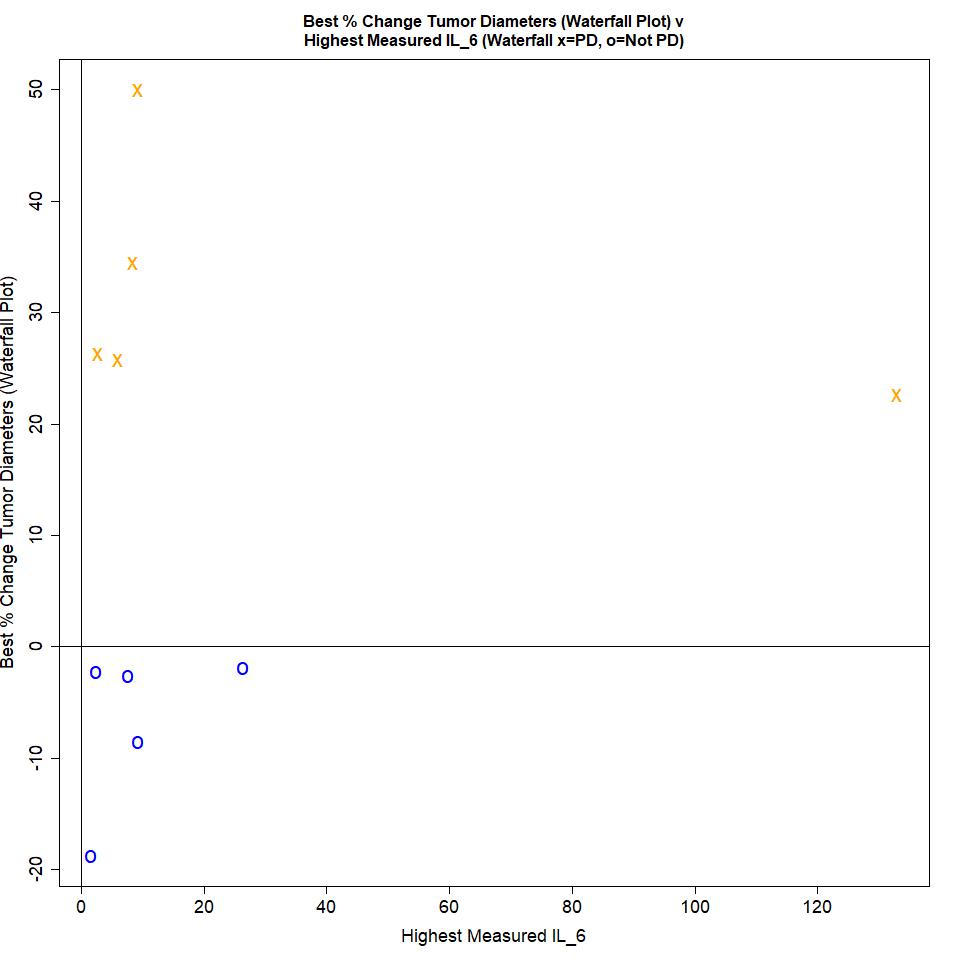 Best % Change Tumor Diameters (Waterfall Plot) v
Highest Measured IL_6 (Waterfall x=PD, o=Not PD)
Best % Change Tumor Diameters (Waterfall Plot)
50
40
30
20
10
0
-10
-20
X
X
X
X
X
O
O
O
O
O
0 20 40 60 80 100 120
Highest Measured IL_6